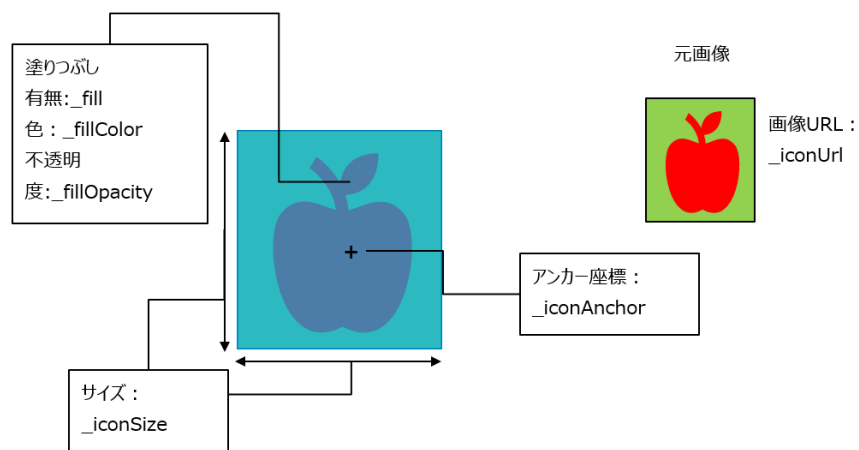 塗りつぶし
有無:_fill
色：_fillColor
不透明
度:_fillOpacity
元画像
画像URL：
_iconUrl
アンカー座標：
_iconAnchor
サイズ：
_iconSize